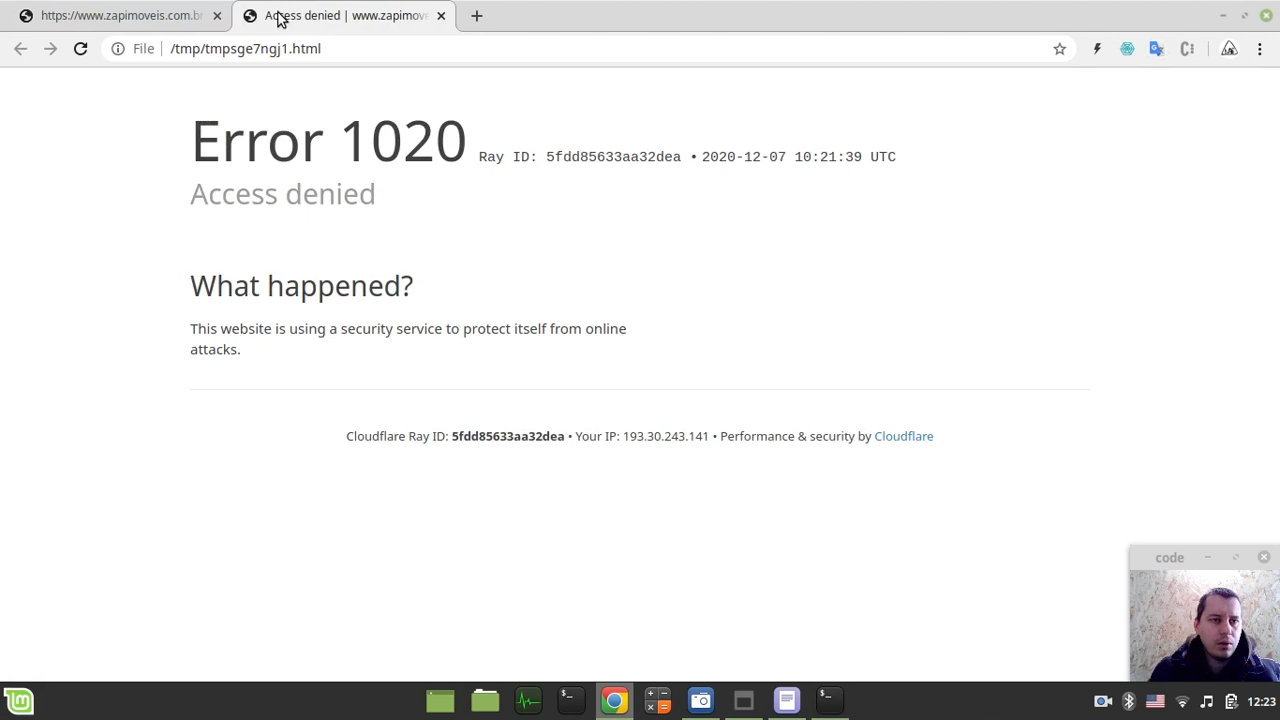 https://www.zapimoveis.com.br
Access denied | www.zapimove
File
/tmp/tmpsge7ngj1.html
Error 1020 Ray ID: 5fdd85633aa32dea • 2020-12-07 10:21:39 UTC
Access denied
What happened?
This website is using a security service to protect itself from online
attacks.
Cloudflare Ray ID: 5fdd85633aa32dea • Your IP: 193.30.243.141 • Performance & security by Cloudflare
code
12:23